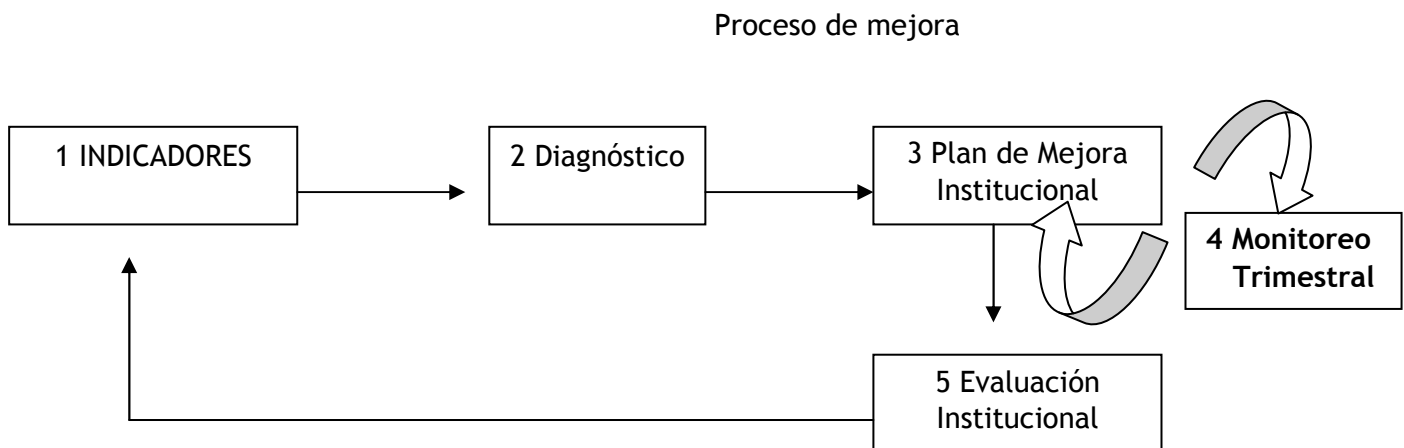 Proceso de mejora
1 INDICADORES
2 Diagnóstico
3 Plan de Mejora
Institucional
4 Monitoreo
Trimestral
5 Evaluación
Institucional